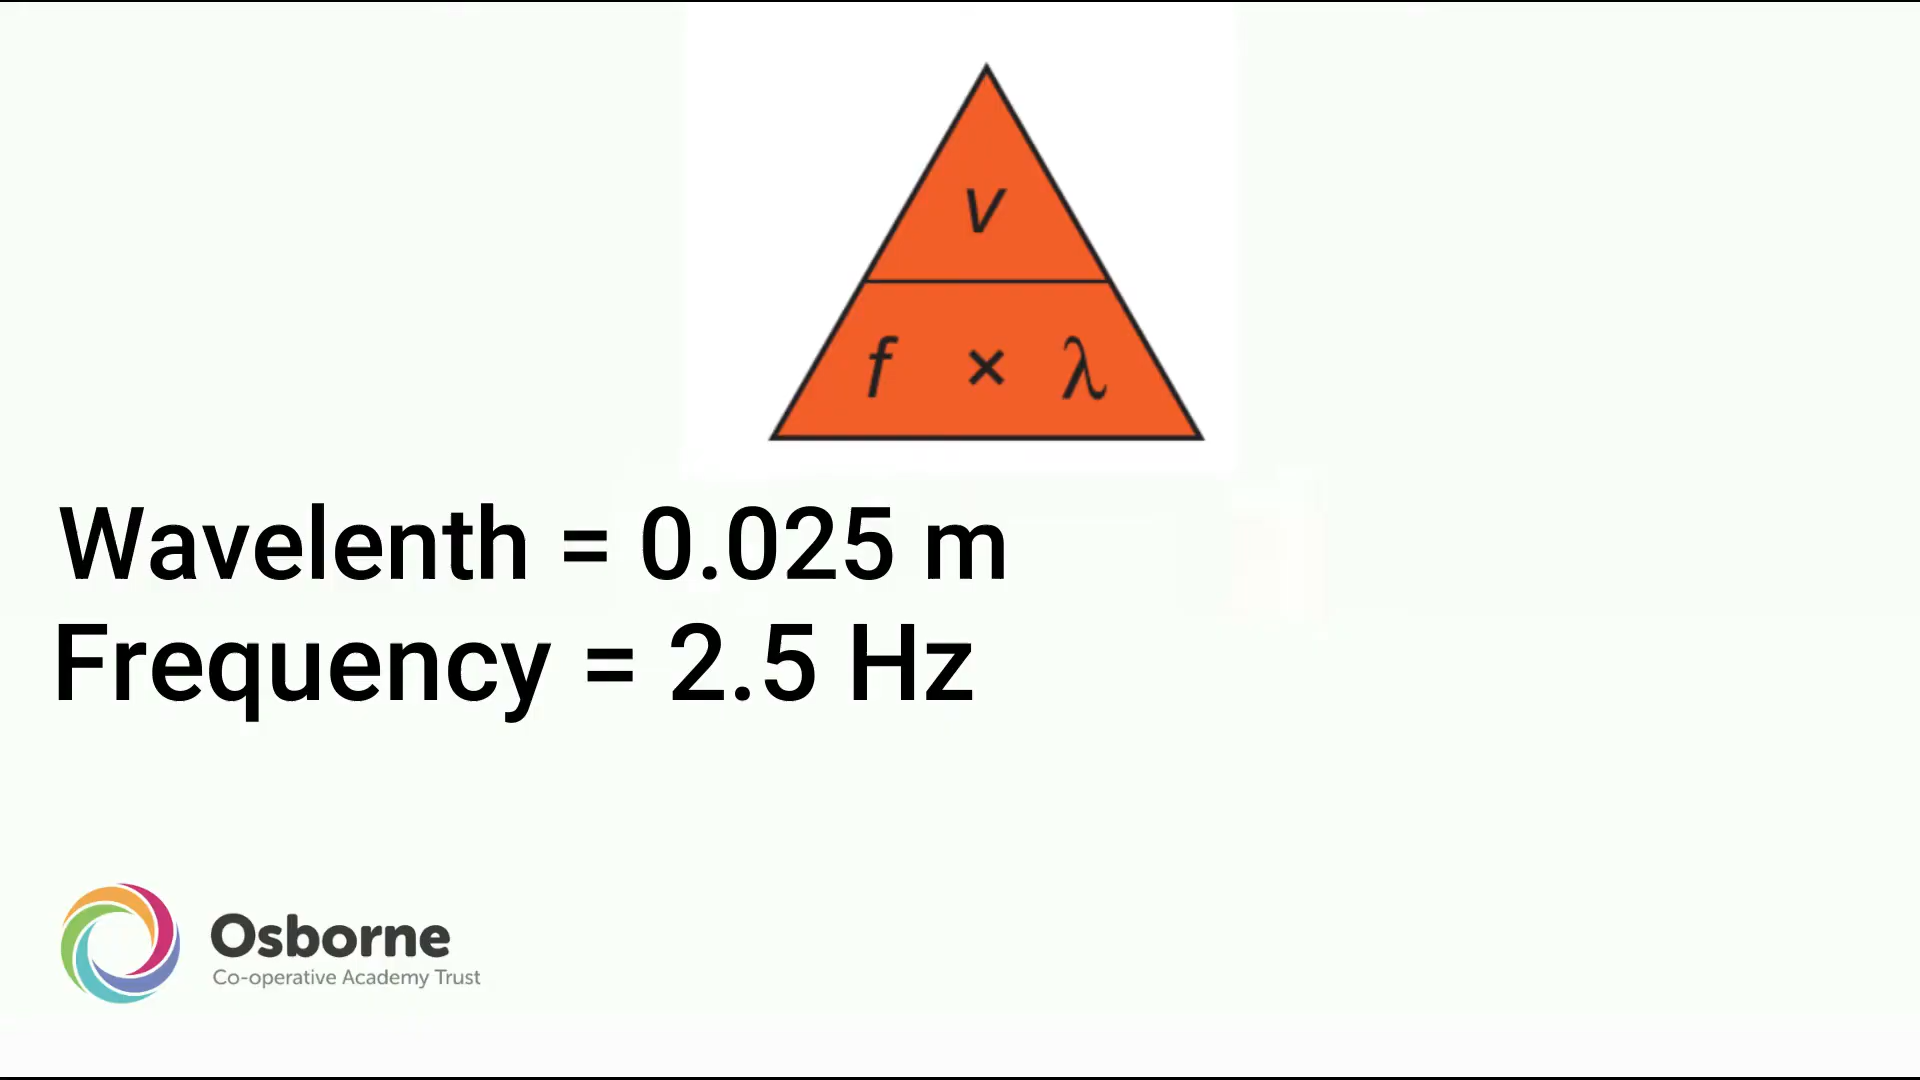 v
f × λ
Wavelenth = 0.025 m
Frequency = 2.5 Hz
Osborne
Co-operative Academy Trust